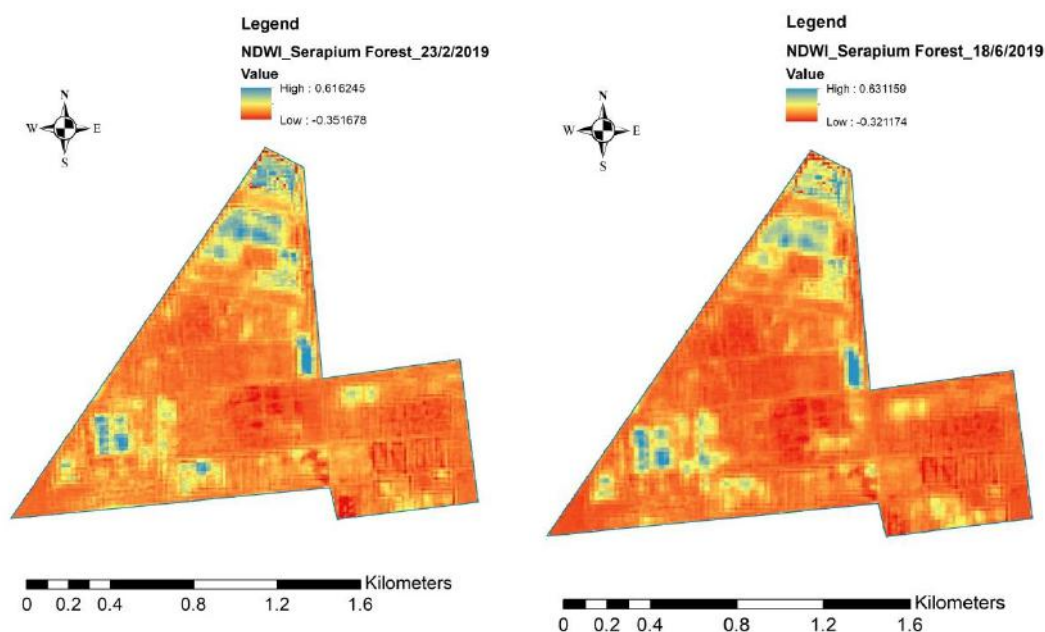 Legend
NDWI_Serapium Forest_23/2/2019
Value
High : 0.616245
Low : -0.351678
N
W E
S
Kilometers
0 0.2 0.4 0.8 1.2 1.6
Legend
NDWI_Serapium Forest_18/6/2019
Value
High : 0.631159
Low : -0.321174
N
W E
S
Kilometers
0 0.2 0.4 0.8 1.2 1.6